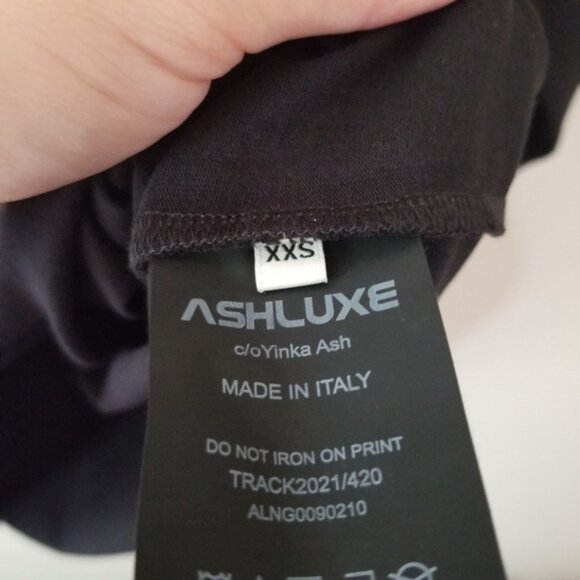 XXS
ASHLUXE
c/oYinka Ash
MADE IN ITALY
DO NOT IRON ON PRINT
TRACK2021/420
ALNG0090210